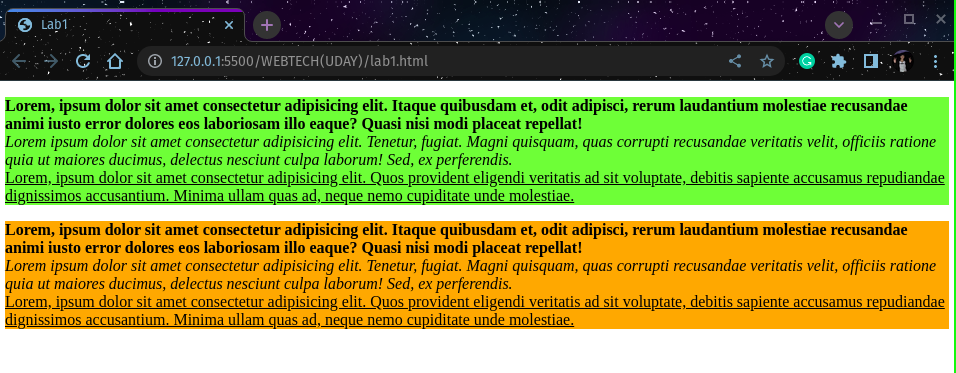 Lab1
127.0.0.1:5500/WEBTECH(UDAY)/lab1.html
Lorem, ipsum dolor sit amet consectetur adipisicing elit. Itaque quibusdam et, odit adipisci, rerum laudantium molestiae recusandae
animi iusto error dolores eos laboriosam illo eaque? Quasi nisi modi placeat repellat!
Lorem ipsum dolor sit amet consectetur adipisicing elit. Tenetur, fugiat. Magni quisquam, quas corrupti recusandae veritatis velit, officiis ratione
quia ut maiores ducimus, delectus nesciunt culpa laborum! Sed, ex perferendis.
Lorem, ipsum dolor sit amet consectetur adipisicing elit. Quos provident eligendi veritatis ad sit voluptate, debitis sapiente accusamus repudiandae
dignissimos accusantium. Minima ullam quas ad, neque nemo cupiditate unde molestiae.
Lorem, ipsum dolor sit amet consectetur adipisicing elit. Itaque quibusdam et, odit adipisci, rerum laudantium molestiae recusandae
animi iusto error dolores eos laboriosam illo eaque? Quasi nisi modi placeat repellat!
Lorem ipsum dolor sit amet consectetur adipisicing elit. Tenetur, fugiat. Magni quisquam, quas corrupti recusandae veritatis velit, officiis ratione
quia ut maiores ducimus, delectus nesciunt culpa laborum! Sed, ex perferendis.
Lorem, ipsum dolor sit amet consectetur adipisicing elit. Quos provident eligendi veritatis ad sit voluptate, debitis sapiente accusamus repudiandae
dignissimos accusantium. Minima ullam quas ad, neque nemo cupiditate unde molestiae.